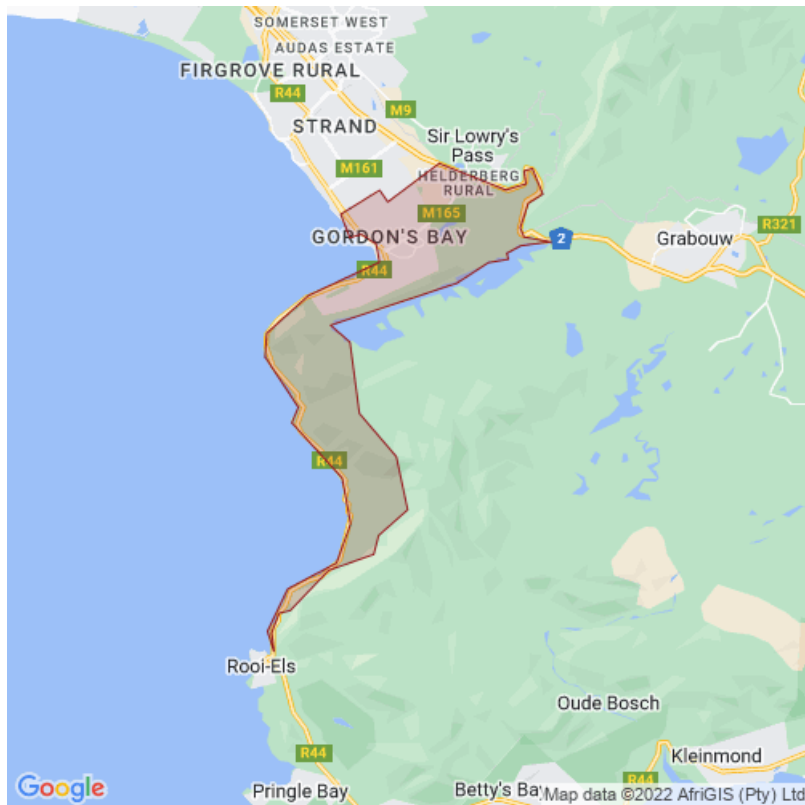 SOMERSET WEST
AUDAS ESTATE
FIRGROVE RURAL
R44
M9
STRAND
Sir Lowry's
Pass
M161
HELDERBERG
RURAL
M165
R321
GORDON'S BAY
2
Grabouw
R44
R44
Rooi-Els
Oude Bosch
R44
Kleinmond
R44
Pringle Bay
Betty's Bay
Google
Map data ©2022 AfriGIS (Pty) Ltd